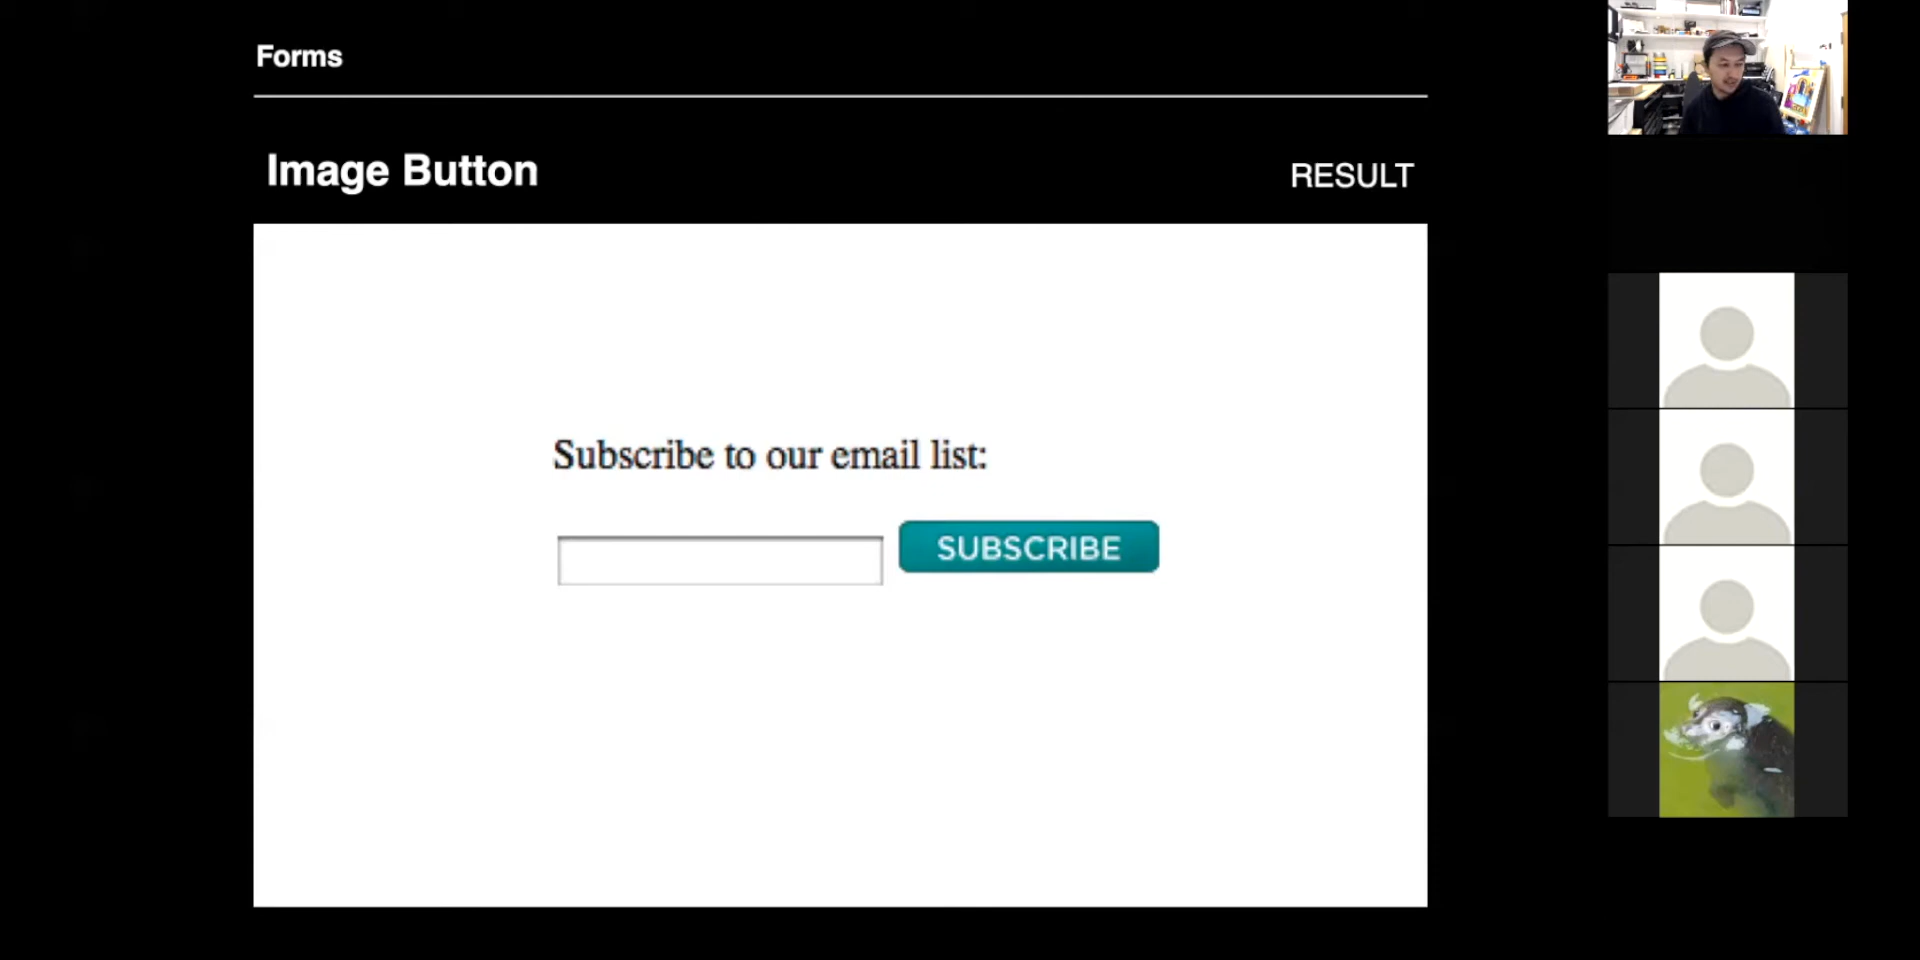 Forms
Image Button
RESULT
Subscribe to our email list:
SUBSCRIBE